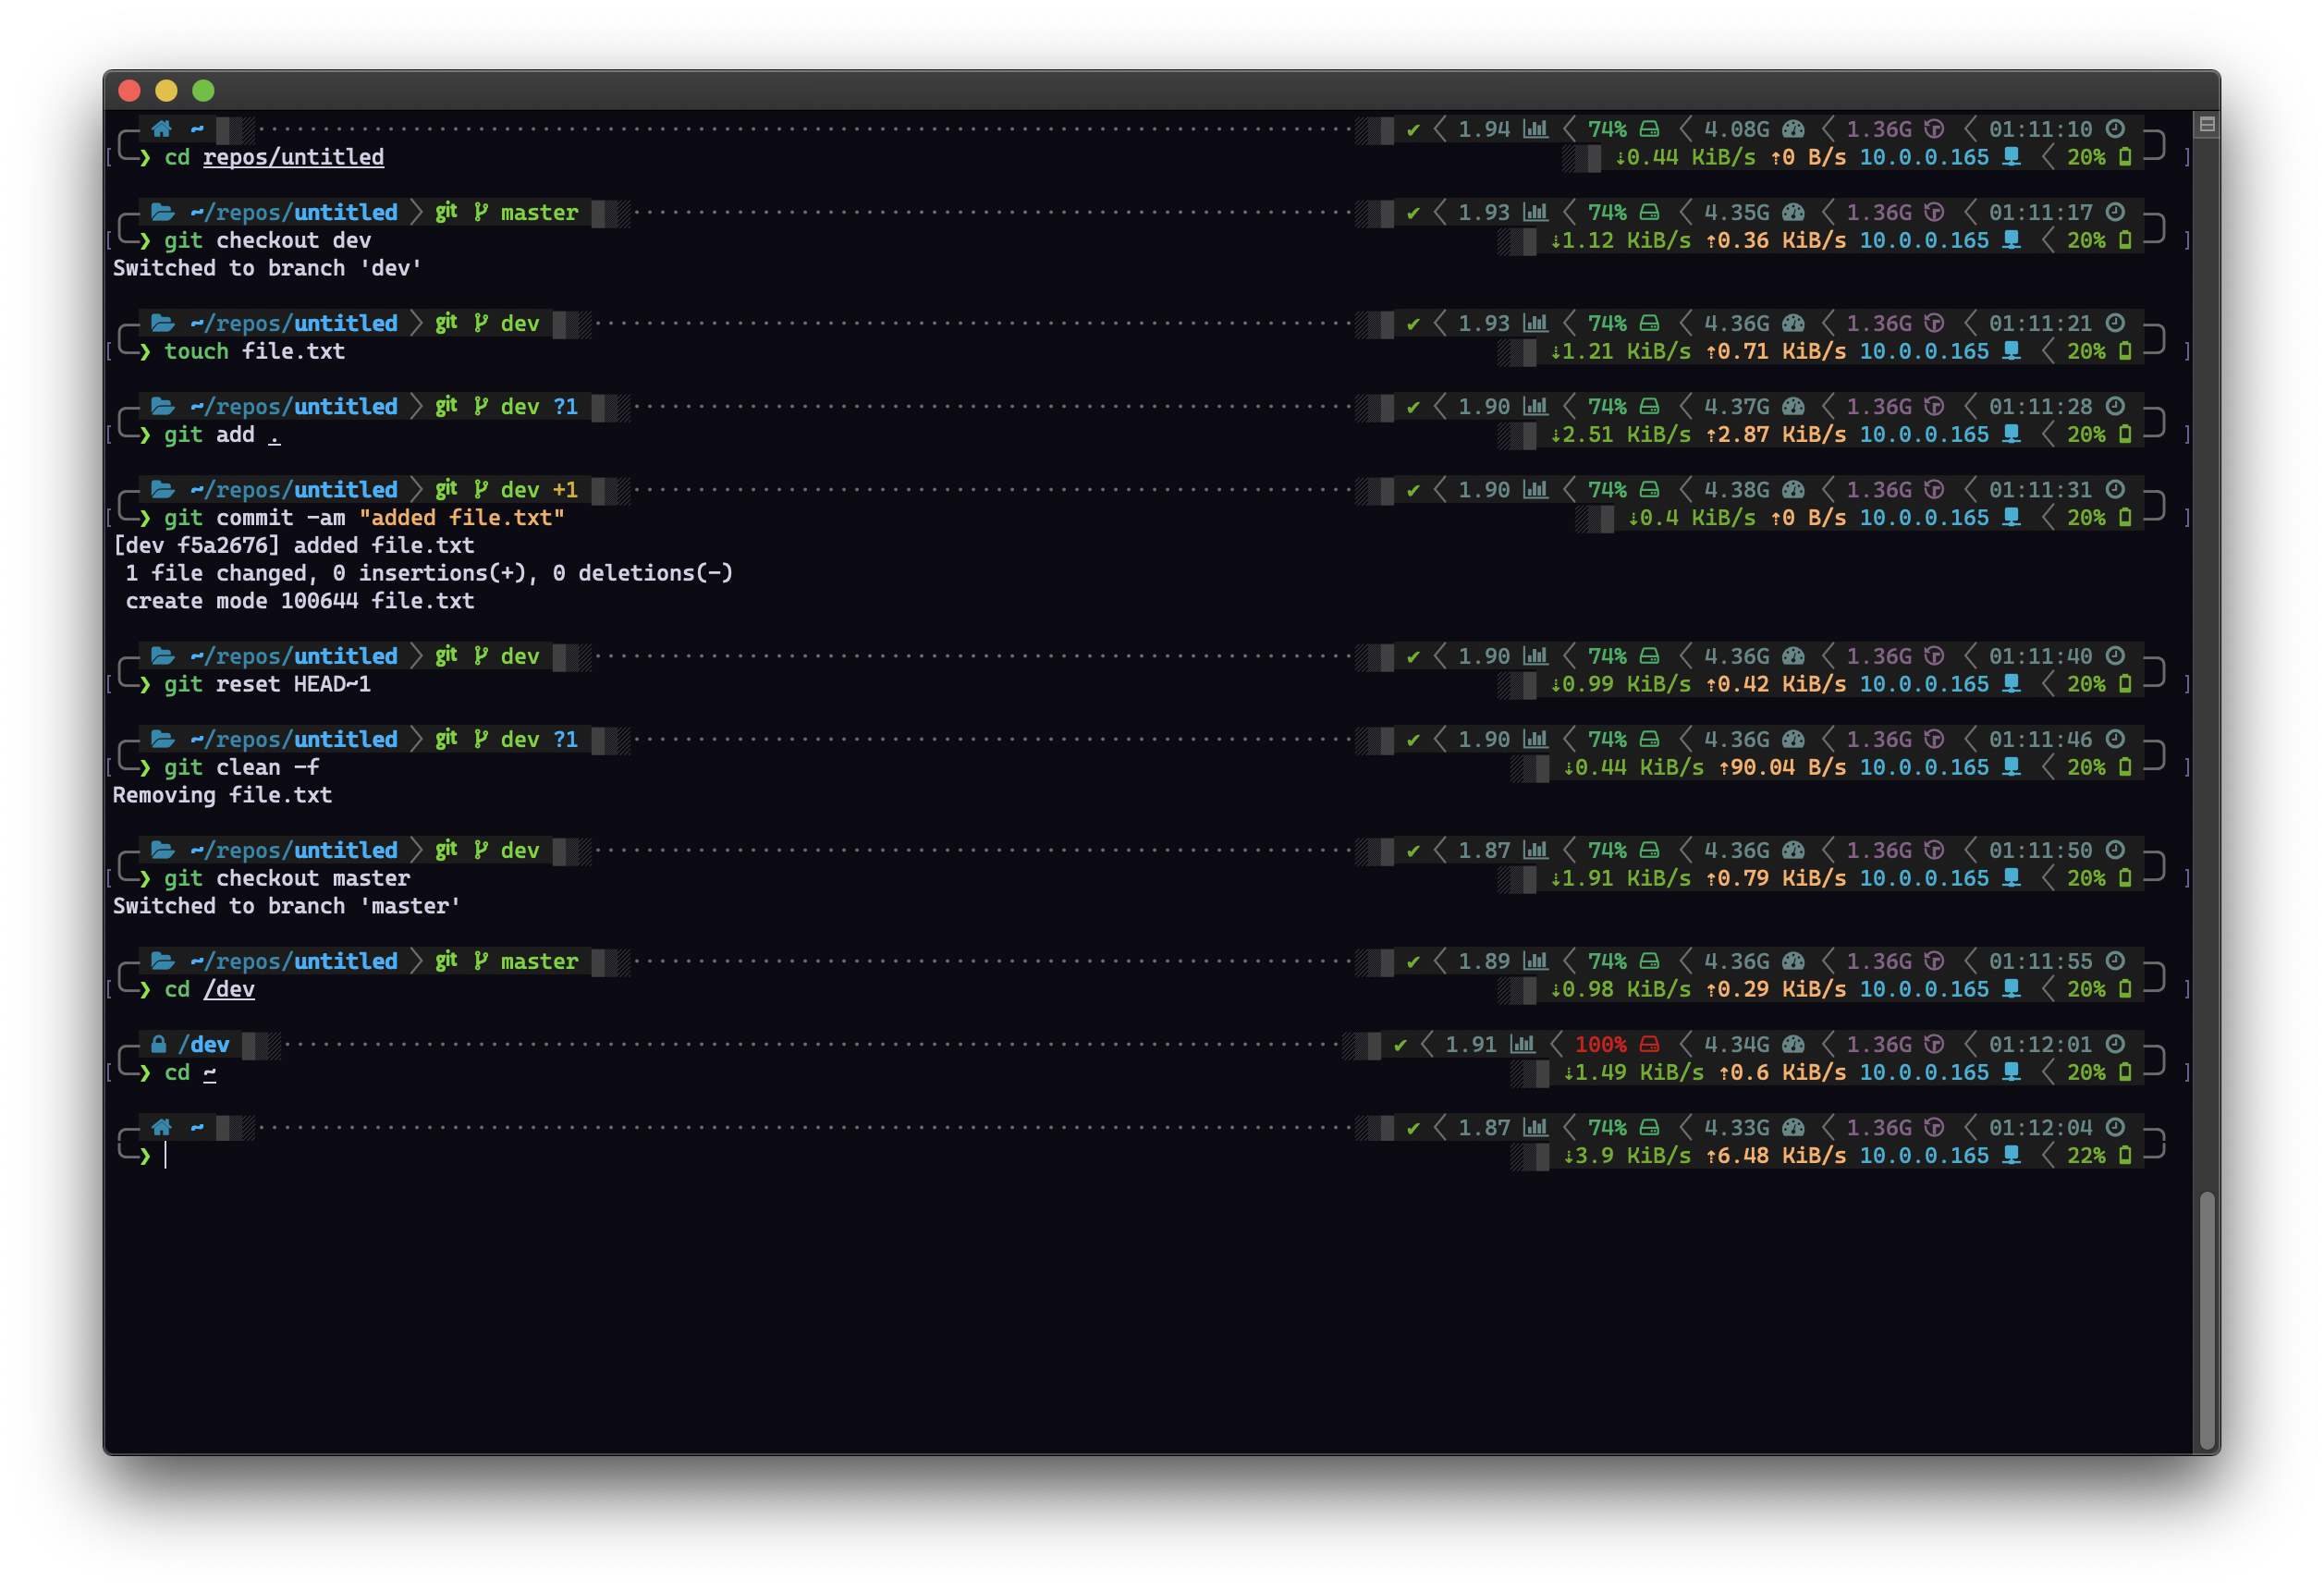 ~ ✔ 1.94 74% 4.08G 1.36G 01:11:10
❯ cd repos/untitled ⇣0.44 KiB/s ⇡0 B/s 10.0.0.165 20%
~/repos/untitled git master ✔ 1.93 74% 4.35G 1.36G 01:11:17
❯ git checkout dev ⇣1.12 KiB/s ⇡0.36 KiB/s 10.0.0.165 20%
Switched to branch 'dev'
~/repos/untitled git dev ✔ 1.93 74% 4.36G 1.36G 01:11:21
❯ touch file.txt ⇣1.21 KiB/s ⇡0.71 KiB/s 10.0.0.165 20%
~/repos/untitled git dev ?1 ✔ 1.90 74% 4.37G 1.36G 01:11:28
❯ git add . ⇣2.51 KiB/s ⇡2.87 KiB/s 10.0.0.165 20%
~/repos/untitled git dev +1 ✔ 1.90 74% 4.38G 1.36G 01:11:31
❯ git commit -am "added file.txt" ⇣0.4 KiB/s ⇡0 B/s 10.0.0.165 20%
[dev f5a2676] added file.txt
1 file changed, 0 insertions(+), 0 deletions(-)
create mode 100644 file.txt
~/repos/untitled git dev ✔ 1.90 74% 4.36G 1.36G 01:11:40
❯ git reset HEAD~1 ⇣0.99 KiB/s ⇡0.42 KiB/s 10.0.0.165 20%
~/repos/untitled git dev ?1 ✔ 1.90 74% 4.36G 1.36G 01:11:46
❯ git clean -f ⇣0.44 KiB/s ⇡90.04 B/s 10.0.0.165 20%
Removing file.txt
~/repos/untitled git dev ✔ 1.87 74% 4.36G 1.36G 01:11:50
❯ git checkout master ⇣1.91 KiB/s ⇡0.79 KiB/s 10.0.0.165 20%
Switched to branch 'master'
~/repos/untitled git master ✔ 1.89 74% 4.36G 1.36G 01:11:55
❯ cd /dev ⇣0.98 KiB/s ⇡0.29 KiB/s 10.0.0.165 20%
/dev ✔ 1.91 100% 4.34G 1.36G 01:12:01
❯ cd ~ ⇣1.49 KiB/s ⇡0.6 KiB/s 10.0.0.165 20%
~ ✔ 1.87 74% 4.33G 1.36G 01:12:04
❯ ⇣3.9 KiB/s ⇡6.48 KiB/s 10.0.0.165 22%